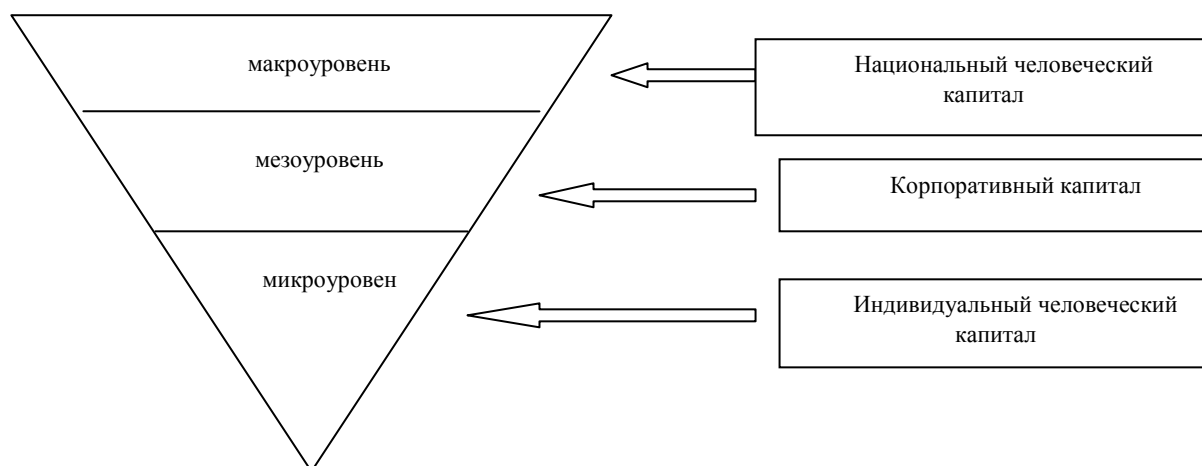 макроуровень
Национальный человеческий
капитал
мезоуровень
Корпоративный капитал
микроуровен
Индивидуальный человеческий
капитал